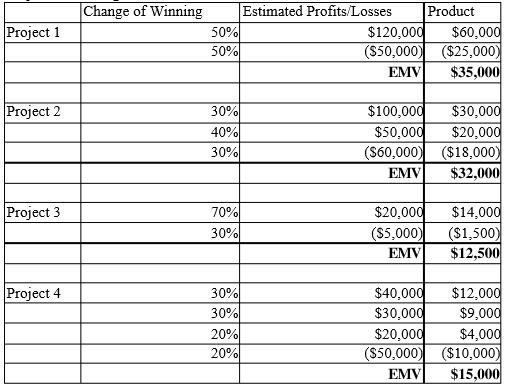 Change of Winning Estimated Profits/Losses Product
Project 1 50% $120,000 $60,000
50% ($50,000) ($25,000)
EMV $35,000
Project 2 30% $100,000 $30,000
40% $50,000 $20,000
30% ($60,000) ($18,000)
EMV $32,000
Project 3 70% $20,000 $14,000
30% ($5,000) ($1,500)
EMV $12,500
Project 4 30% $40,000 $12,000
30% $30,000 $9,000
20% $20,000 $4,000
20% ($50,000) ($10,000)
EMV $15,000